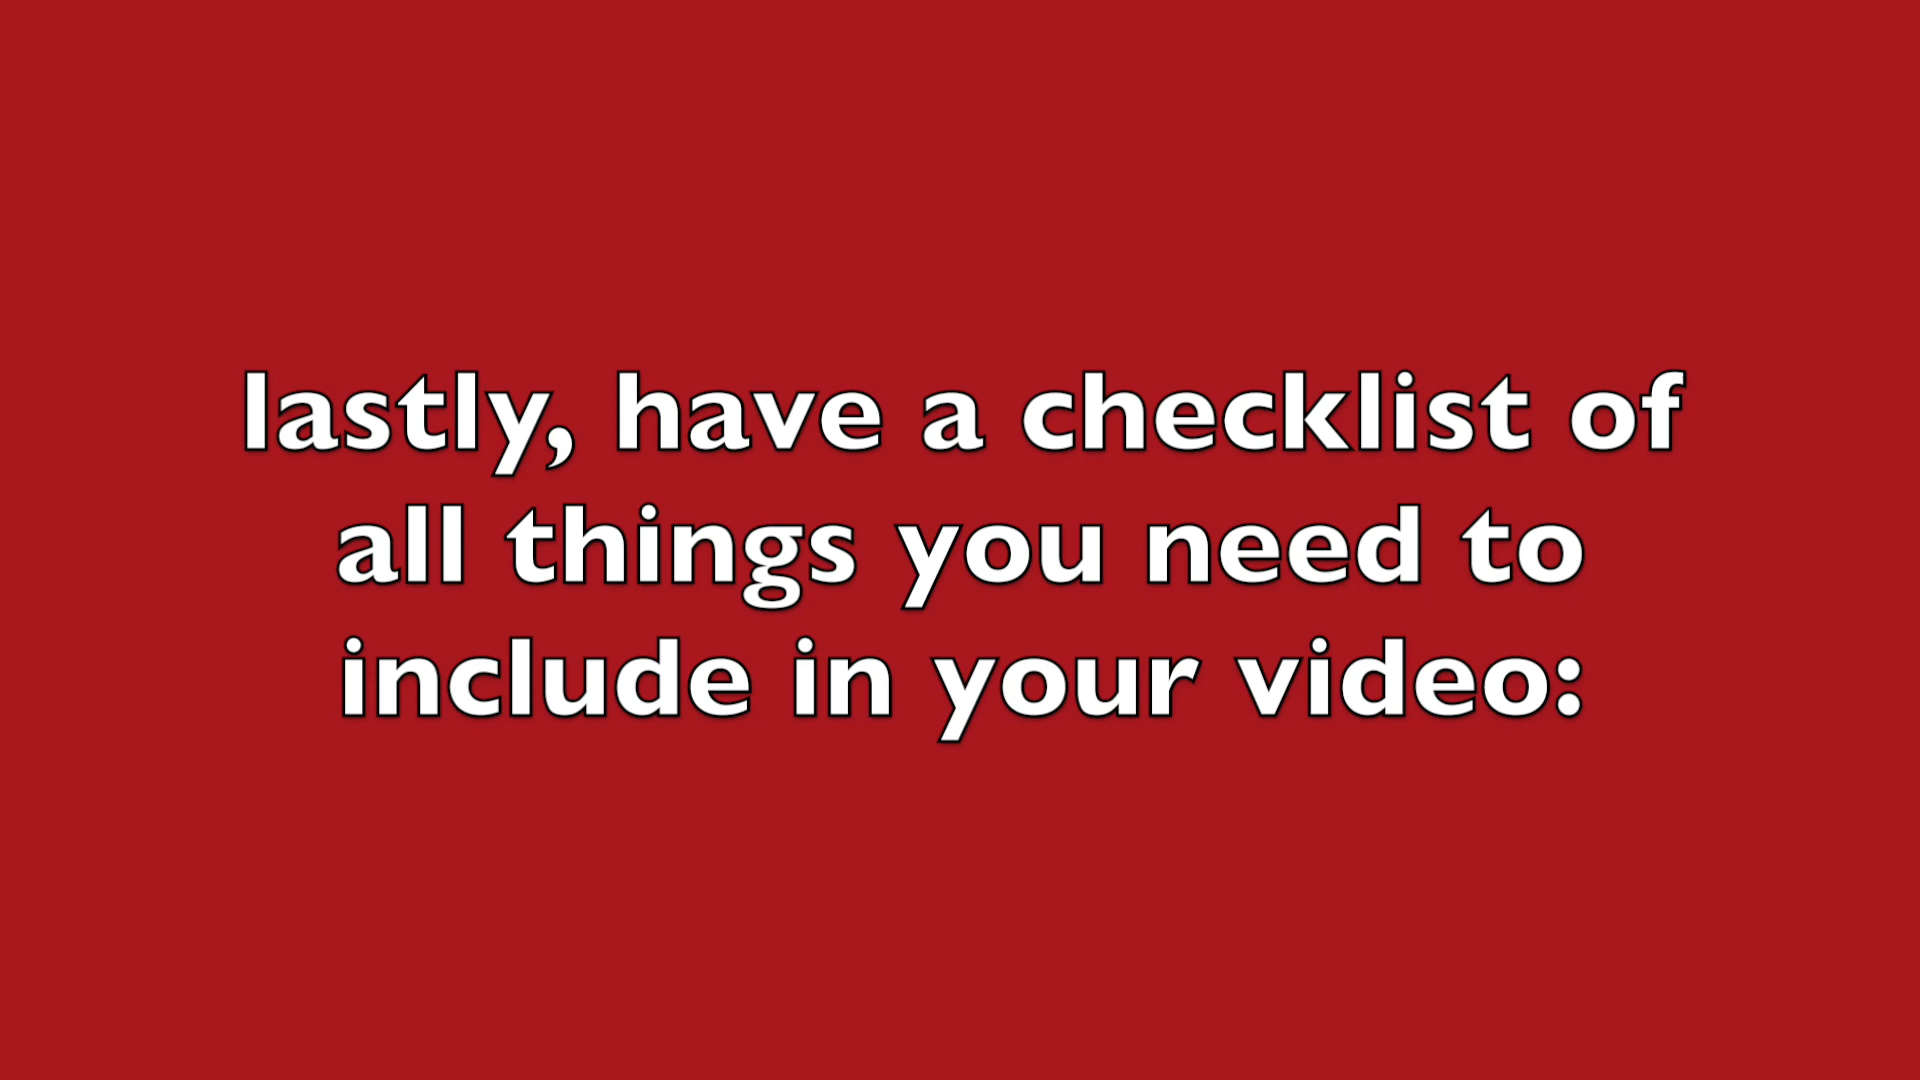 lastly, have a checklist of
all things you need to
include in your video: